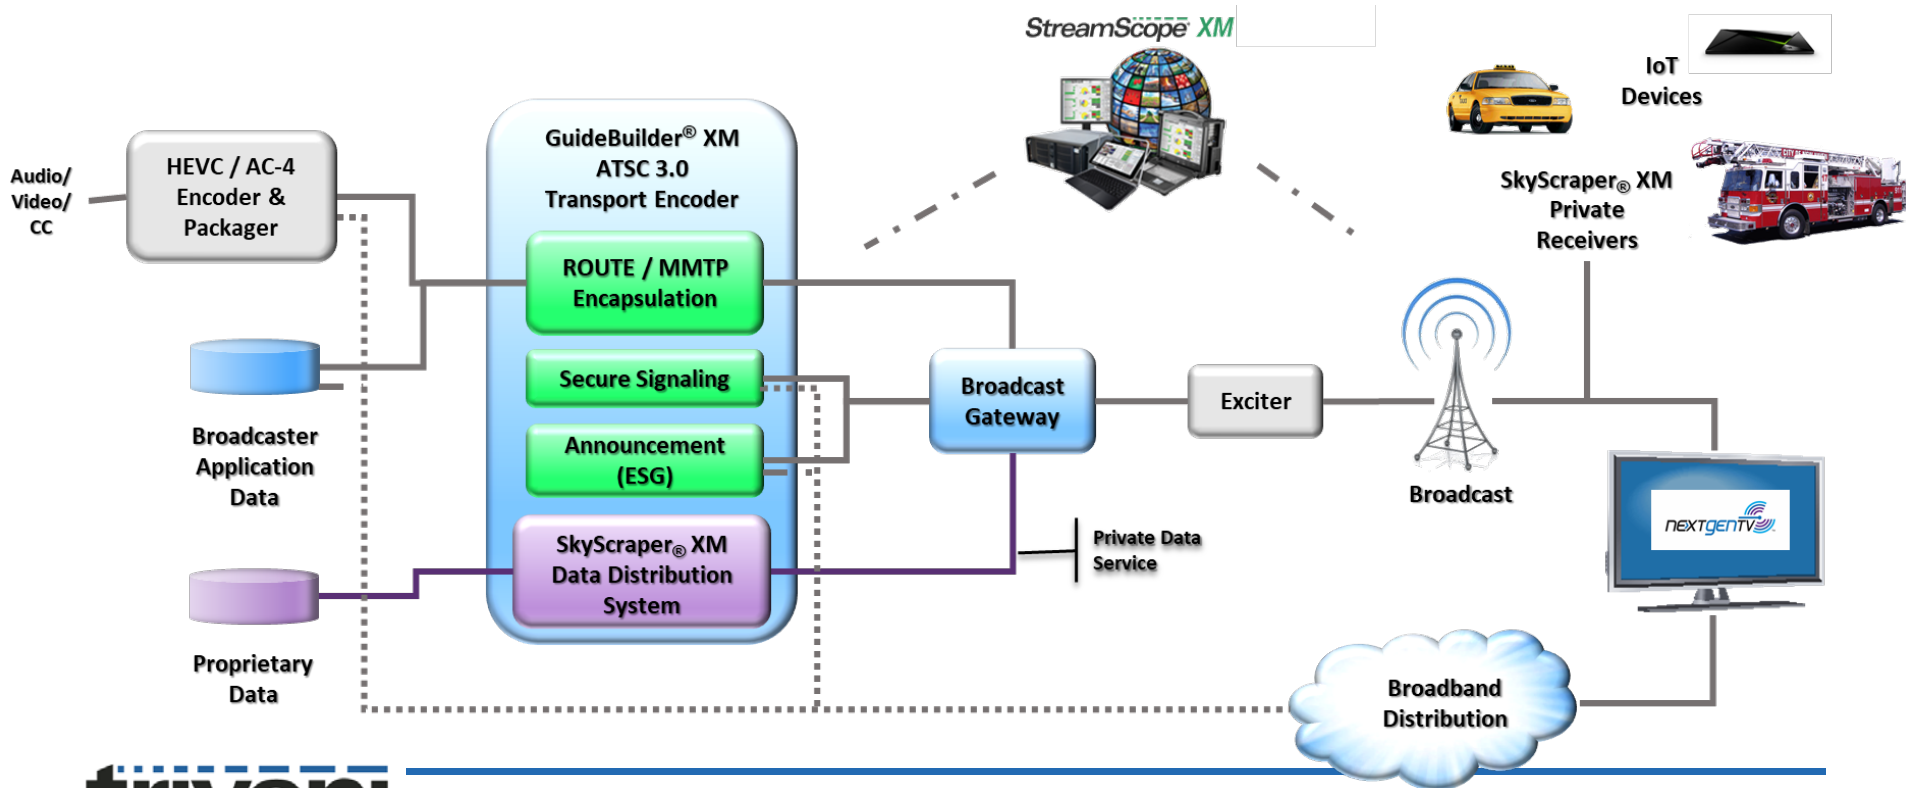 StreamScope XM
IoT
Devices
GuideBuilder® XM
ATSC 3.0
Transport Encoder
HEVC / AC-4
Encoder &
Packager
Audio/
Video/
CC
SkyScraper® XM
Private
Receivers
ROUTE / MMTP
Encapsulation
Secure Signaling
Broadcast
Gateway
Exciter
Broadcaster
Application
Data
Announcement
(ESG)
Broadcast
NEXTGENTV
SkyScraper® XM
Data Distribution
System
Private Data
Service
Proprietary
Data
Broadband
Distribution